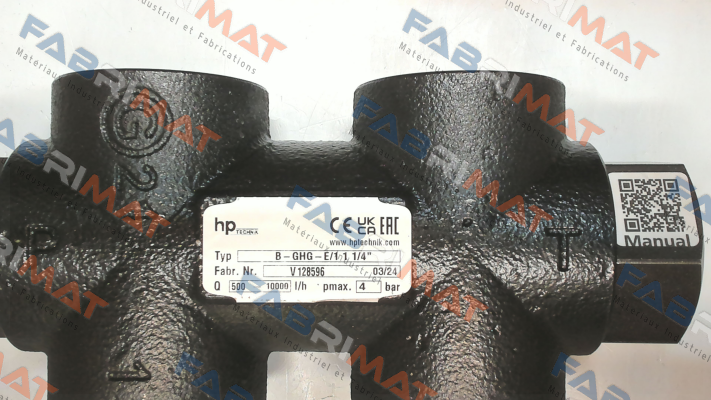 hp TECHNIK
CE UK CA EAC
www.hptechnik.com
Typ B-GHG-E/1: 1 1/4"
Fabr. Nr. V128596 03/24
Q 500 10000 l/h pmax. 4 bar
Manual
T
P
G 2
FABRIMAT
Materiaux Industriel et Fabrications